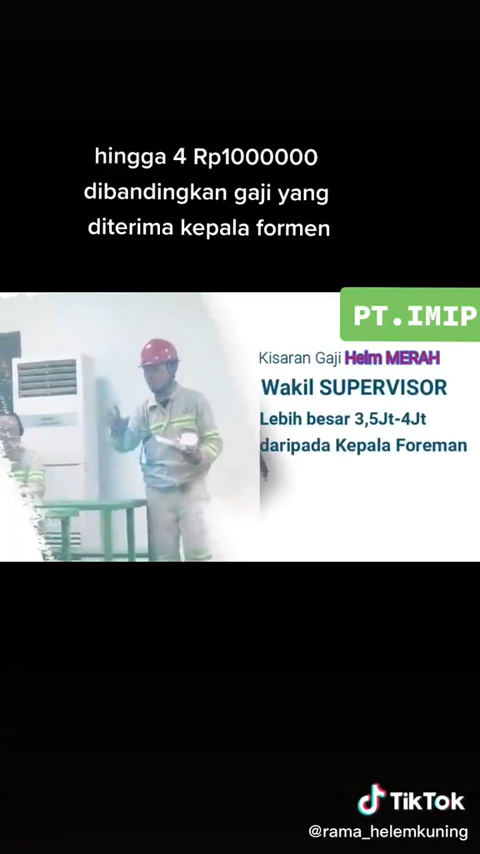 hingga 4 Rp1000000
dibandingkan gaji yang
diterima kepala formen
PT.IMIP
Kisaran Gaji Helm MERAH
Wakil SUPERVISOR
Lebih besar 3,5Jt-4Jt
daripada Kepala Foreman
TikTok
@rama_helemkuning